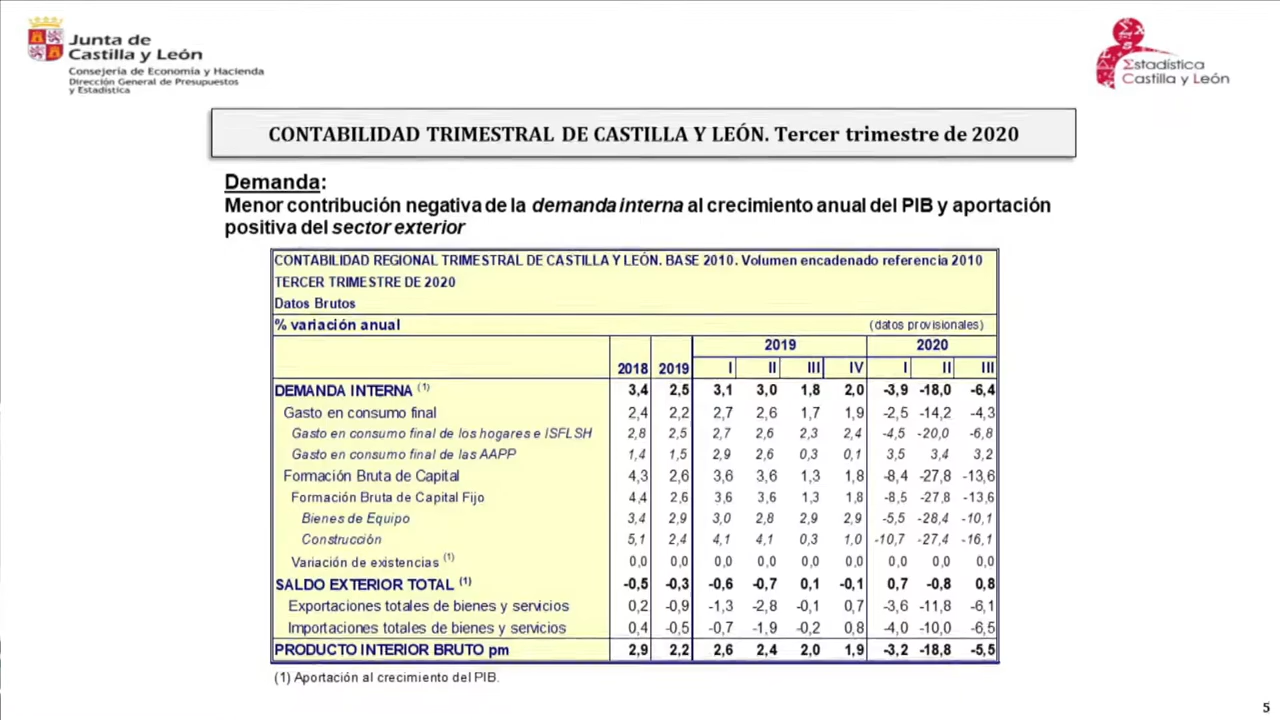 Junta de
Castilla y León
Consejería de Economía y Hacienda
Dirección General de Presupuestos
y Estadística
Estadística
Castilla y León
CONTABILIDAD TRIMESTRAL DE CASTILLA Y LEÓN. Tercer trimestre de 2020
Demanda:
Menor contribución negativa de la demanda interna al crecimiento anual del PIB y aportación
positiva del sector exterior
CONTABILIDAD REGIONAL TRIMESTRAL DE CASTILLA Y LEÓN. BASE 2010. Volumen encadenado referencia 2010
TERCER TRIMESTRE DE 2020
Datos Brutos
% variación anual (datos provisionales)
2019 2020
2018 2019 I II III IV I II III
DEMANDA INTERNA (1) 3,4 2,5 3,1 3,0 1,8 2,0 -3,9 -18,0 -6,4
Gasto en consumo final 2,4 2,2 2,7 2,6 1,7 1,9 -2,5 -14,2 -4,3
Gasto en consumo final de los hogares e ISFLSH 2,8 2,5 2,7 2,6 2,3 2,4 -4,5 -20,0 -6,8
Gasto en consumo final de las AAPP 1,4 1,5 2,9 2,6 0,3 0,1 3,5 3,4 3,2
Formación Bruta de Capital 4,3 2,6 3,6 3,6 1,3 1,8 -8,4 -27,8 -13,6
Formación Bruta de Capital Fijo 4,4 2,6 3,6 3,6 1,3 1,8 -8,5 -27,8 -13,6
Bienes de Equipo 3,4 2,9 3,0 2,8 2,9 2,9 -5,5 -28,4 -10,1
Construcción 5,1 2,4 4,1 4,1 0,3 1,0 -10,7 -27,4 -16,1
Variación de existencias (1) 0,0 0,0 0,0 0,0 0,0 0,0 0,0 0,0 0,0
SALDO EXTERIOR TOTAL (1) -0,5 -0,3 -0,6 -0,7 0,1 -0,1 0,7 -0,8 0,8
Exportaciones totales de bienes y servicios 0,2 -0,9 -1,3 -2,8 -0,1 0,7 -3,6 -11,8 -6,1
Importaciones totales de bienes y servicios 0,4 -0,5 -0,7 -1,9 -0,2 0,8 -4,0 -10,0 -6,5
PRODUCTO INTERIOR BRUTO pm 2,9 2,2 2,6 2,4 2,0 1,9 -3,2 -18,8 -5,5
(1) Aportación al crecimiento del PIB.
5